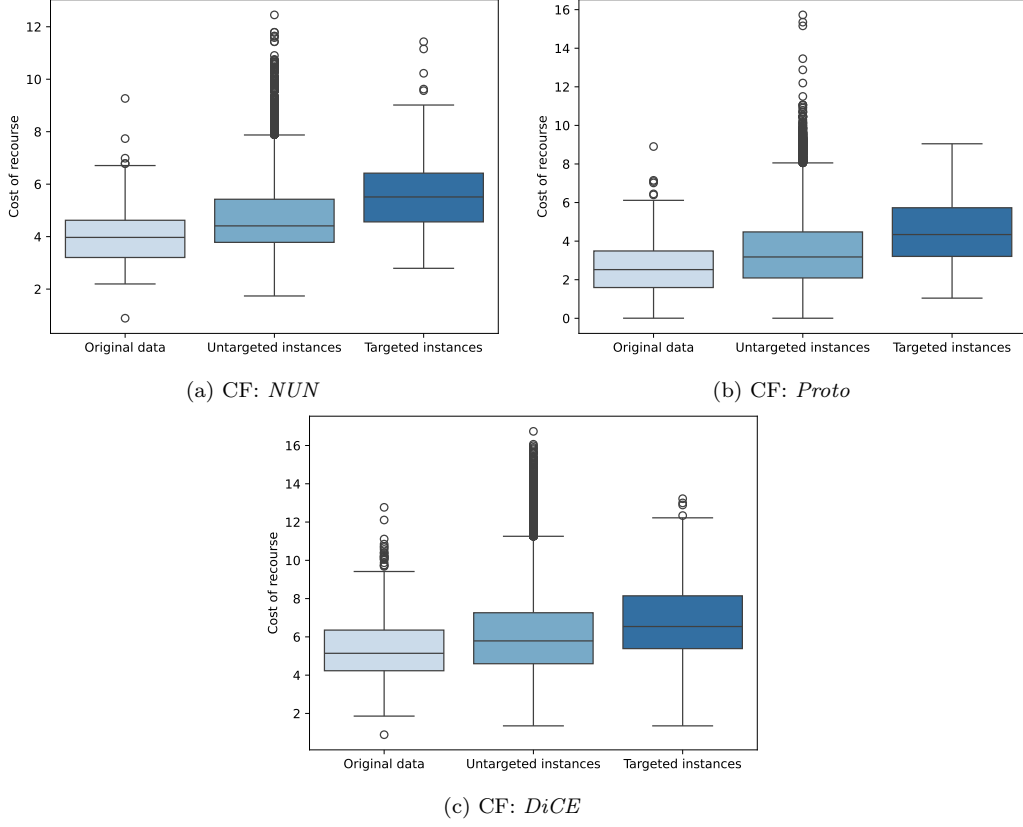 12
10
8
6
4
2
Cost of recourse
Original data Untargeted instances Targeted instances
(a) CF: NUN
16
14
12
10
8
6
4
2
0
Cost of recourse
Original data Untargeted instances Targeted instances
(b) CF: Proto
16
14
12
10
8
6
4
2
Cost of recourse
Original data Untargeted instances Targeted instances
(c) CF: DiCE